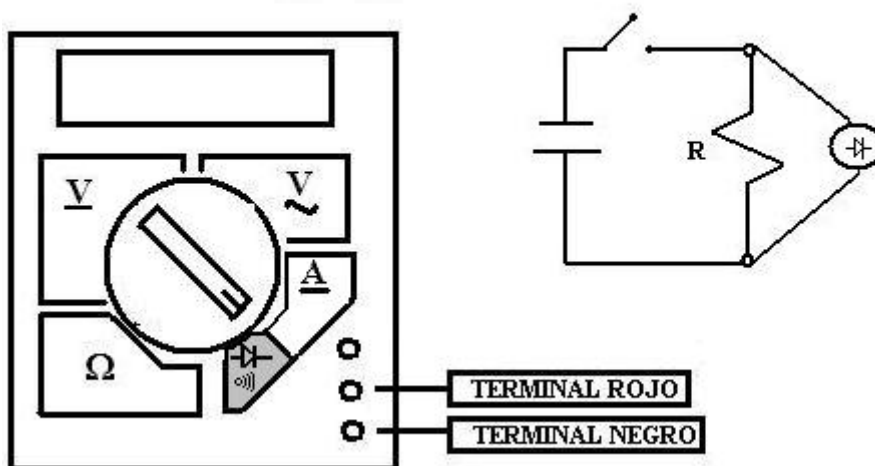 V
V
~
A
Ω
R
TERMINAL ROJO
TERMINAL NEGRO